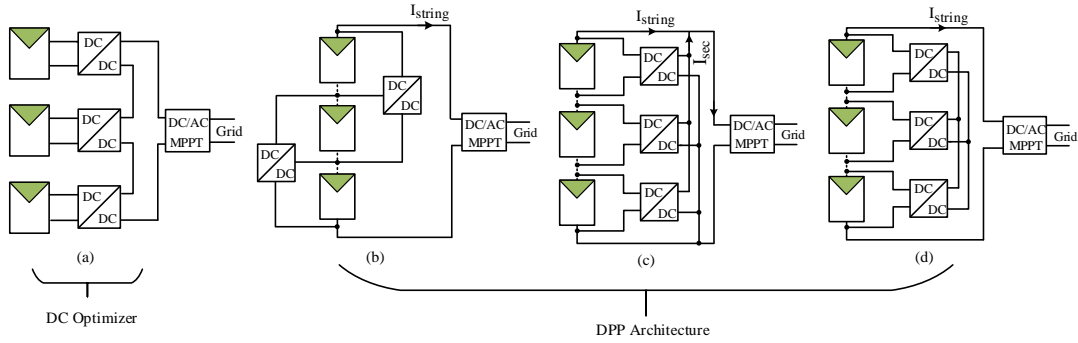 I_string
I_string
I_string
I_sec
DC
DC
DC
DC
DC
DC
DC/AC
MPPT
Grid
DC
DC
DC
DC
DC/AC
MPPT
Grid
DC
DC
DC
DC
DC
DC
DC/AC
MPPT
Grid
DC
DC
DC
DC
DC
DC
DC/AC
MPPT
Grid
(a)
(b)
(c)
(d)
DC Optimizer
DPP Architecture